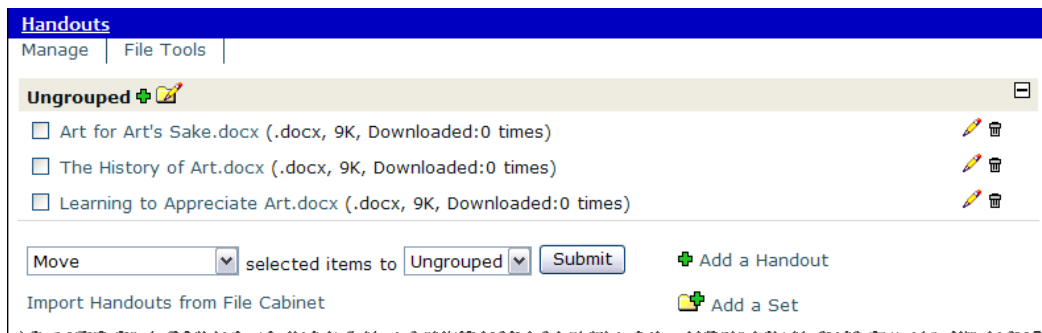 Handouts
Manage File Tools
Ungrouped
Art for Art's Sake.docx (.docx, 9K, Downloaded:0 times)
The History of Art.docx (.docx, 9K, Downloaded:0 times)
Learning to Appreciate Art.docx (.docx, 9K, Downloaded:0 times)
Move selected items to Ungrouped Submit Add a Handout
Import Handouts from File Cabinet Add a Set